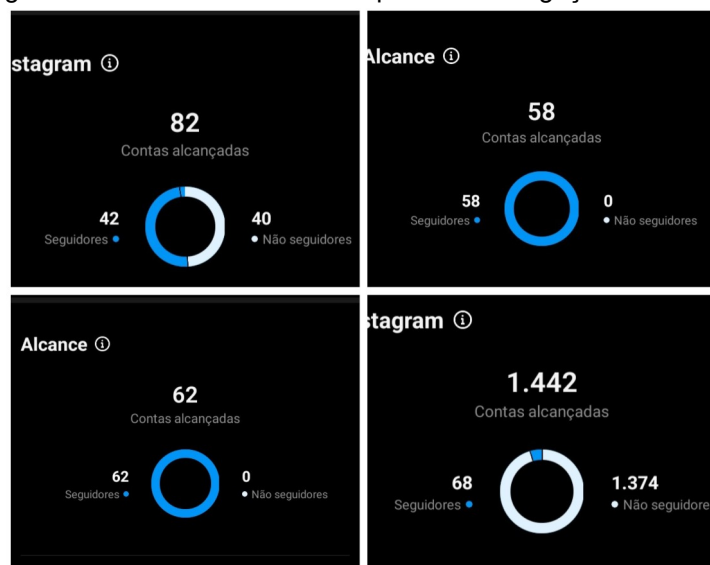 stagram
82
Contas alcançadas
42
Seguidores
40
Não seguidores
Alcance
58
Contas alcançadas
58
Seguidores
0
Não seguidores
Alcance
62
Contas alcançadas
62
Seguidores
0
Não seguidores
stagram
1.442
Contas alcançadas
68
Seguidores
1.374
Não seguidore